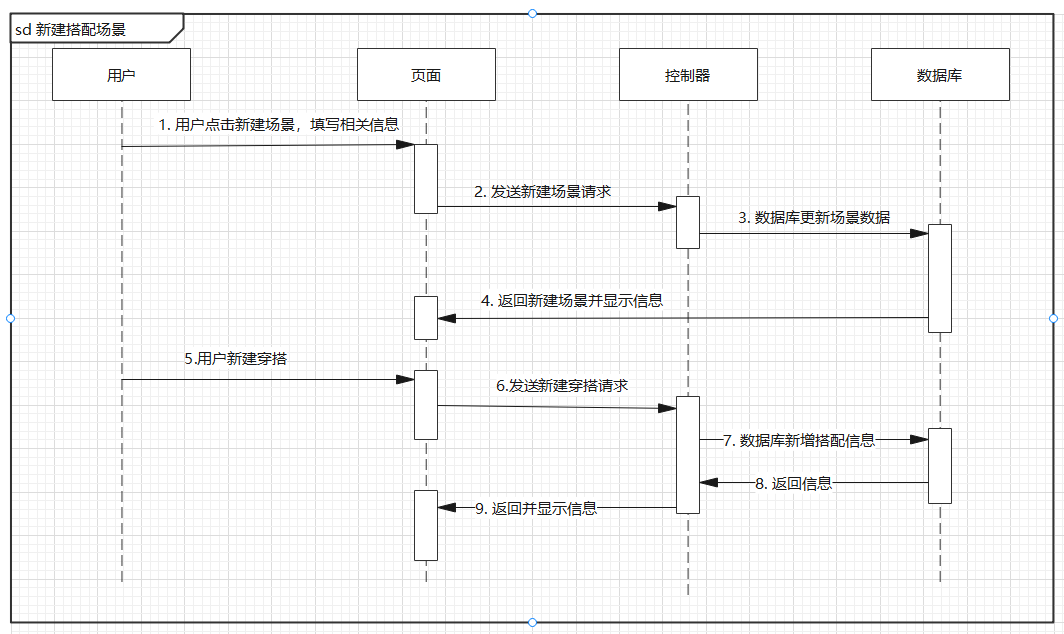 sd 新建搭配场景
用户
页面
控制器
数据库
1. 用户点击新建场景，填写相关信息
2. 发送新建场景请求
3. 数据库更新场景数据
4. 返回新建场景并显示信息
5.用户新建穿搭
6.发送新建穿搭请求
7. 数据库新增搭配信息
8. 返回信息
9. 返回并显示信息